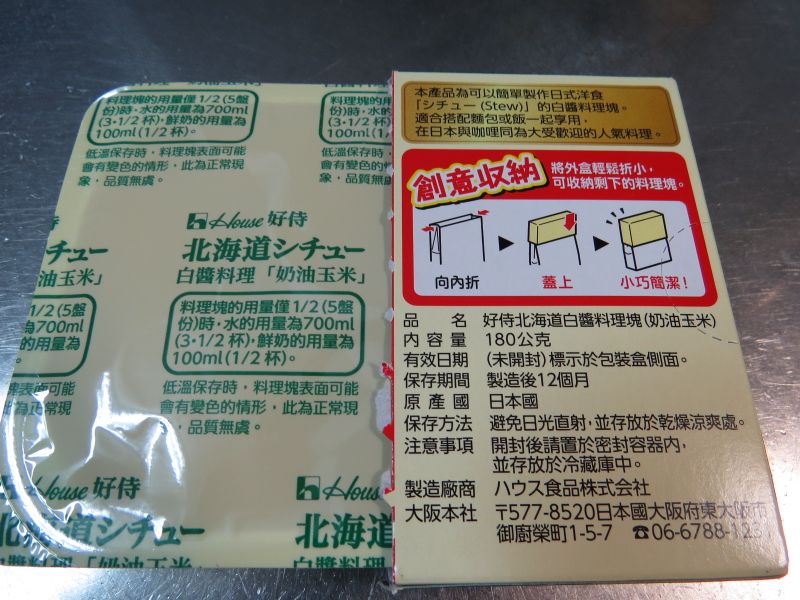 料理塊的用量僅1/2(5盤
份)時,水的用量為700ml
(3・1/2杯)・鮮奶的用量為
100ml(1/2杯)。
低溫保存時,料理塊表面可能
會有變色的情形,此為正常現
象,品質無虞。
House 好侍
北海道シチュー
白醬料理「奶油玉米」
料理塊的用量僅1/2(5盤
份)時,水的用量為700ml
(3・1/2杯)・鮮奶的用量為
100ml(1/2杯)。
低溫保存時,料理塊表面可能
會有變色的情形,此為正常現
,品質無虞。
House 好侍
北海道シチュー
本產品為可以簡單製作日式洋食
「シチュー(Stew)」的白醬料理塊。
適合搭配麵包或飯一起享用,
在日本與咖哩同為大受歡迎的人氣料理。
創意收納
將外盒輕鬆折小,
可收納剩下的料理塊。
向內折 蓋上 小巧簡潔!
品名 好侍北海道白醬料理塊(奶油玉米)
內容量 180公克
有效日期 (未開封)標示於包裝盒側面。
保存期間 製造後12個月
原產國 日本國
保存方法 避免日光直射,並存放於乾燥涼爽處。
注意事項 開封後請置於密封容器內,
並存放於冷藏庫中。
製造廠商 ハウス食品株式会社
大阪本社 〒577-8520日本國大阪府東大阪市
御廚榮町1-5-7 ☎06-6788-123